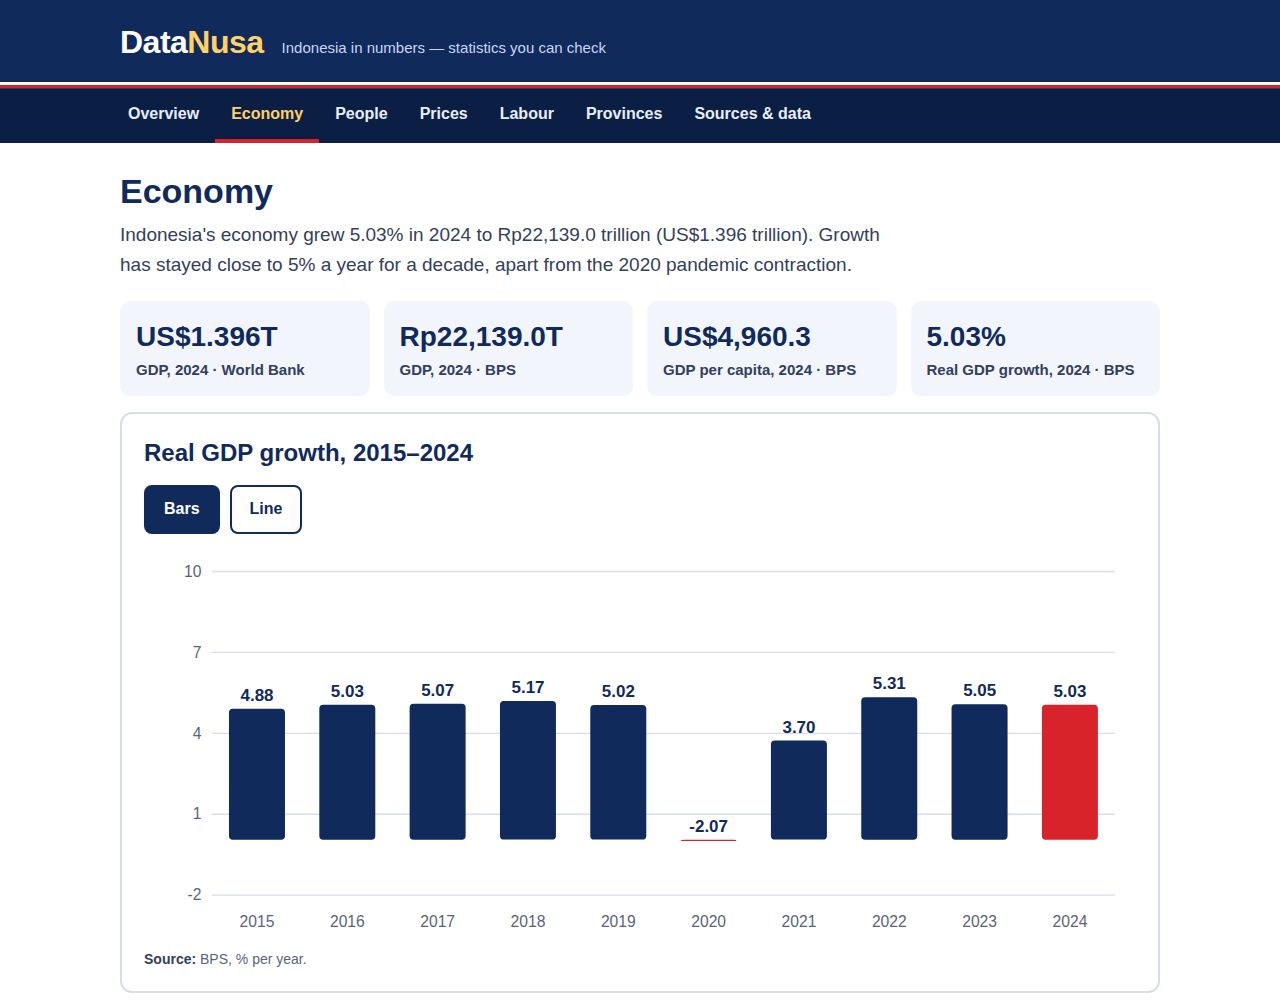 DataNusa Indonesia in numbers — statistics you can check
Overview Economy People Prices Labour Provinces Sources & data
Economy
Indonesia's economy grew 5.03% in 2024 to Rp22,139.0 trillion (US$1.396 trillion). Growth
has stayed close to 5% a year for a decade, apart from the 2020 pandemic contraction.
US$1.396T
GDP, 2024 · World Bank
Rp22,139.0T
GDP, 2024 · BPS
US$4,960.3
GDP per capita, 2024 · BPS
5.03%
Real GDP growth, 2024 · BPS
Real GDP growth, 2015–2024
Bars Line
10
7
4
1
-2
4.88 5.03 5.07 5.17 5.02 -2.07 3.70 5.31 5.05 5.03
2015 2016 2017 2018 2019 2020 2021 2022 2023 2024
Source: BPS, % per year.